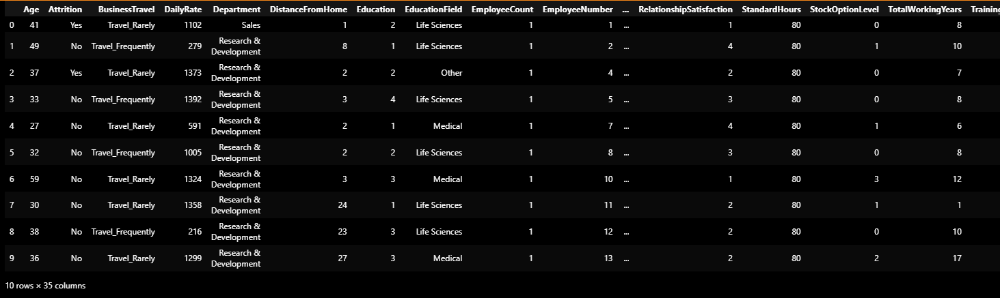 Age Attrition BusinessTravel DailyRate Department DistanceFromHome Education EducationField EmployeeCount EmployeeNumber ... RelationshipSatisfaction StandardHours StockOptionLevel TotalWorkingYears Training
0 41 Yes Travel_Rarely 1102 Sales 1 2 Life Sciences 1 1 ... 1 80 0 8
1 49 No Travel_Frequently 279 Research & Development 8 1 Life Sciences 1 2 ... 4 80 1 10
2 37 Yes Travel_Rarely 1373 Research & Development 2 2 Other 1 4 ... 2 80 0 7
3 33 No Travel_Frequently 1392 Research & Development 3 4 Life Sciences 1 5 ... 3 80 0 8
4 27 No Travel_Rarely 591 Research & Development 2 1 Medical 1 7 ... 4 80 1 6
5 32 No Travel_Frequently 1005 Research & Development 2 2 Life Sciences 1 8 ... 3 80 0 8
6 59 No Travel_Rarely 1324 Research & Development 3 3 Medical 1 10 ... 1 80 3 12
7 30 No Travel_Rarely 1358 Research & Development 24 1 Life Sciences 1 11 ... 2 80 1 1
8 38 No Travel_Frequently 216 Research & Development 23 3 Life Sciences 1 12 ... 2 80 0 10
9 36 No Travel_Rarely 1299 Research & Development 27 3 Medical 1 13 ... 2 80 2 17
10 rows × 35 columns